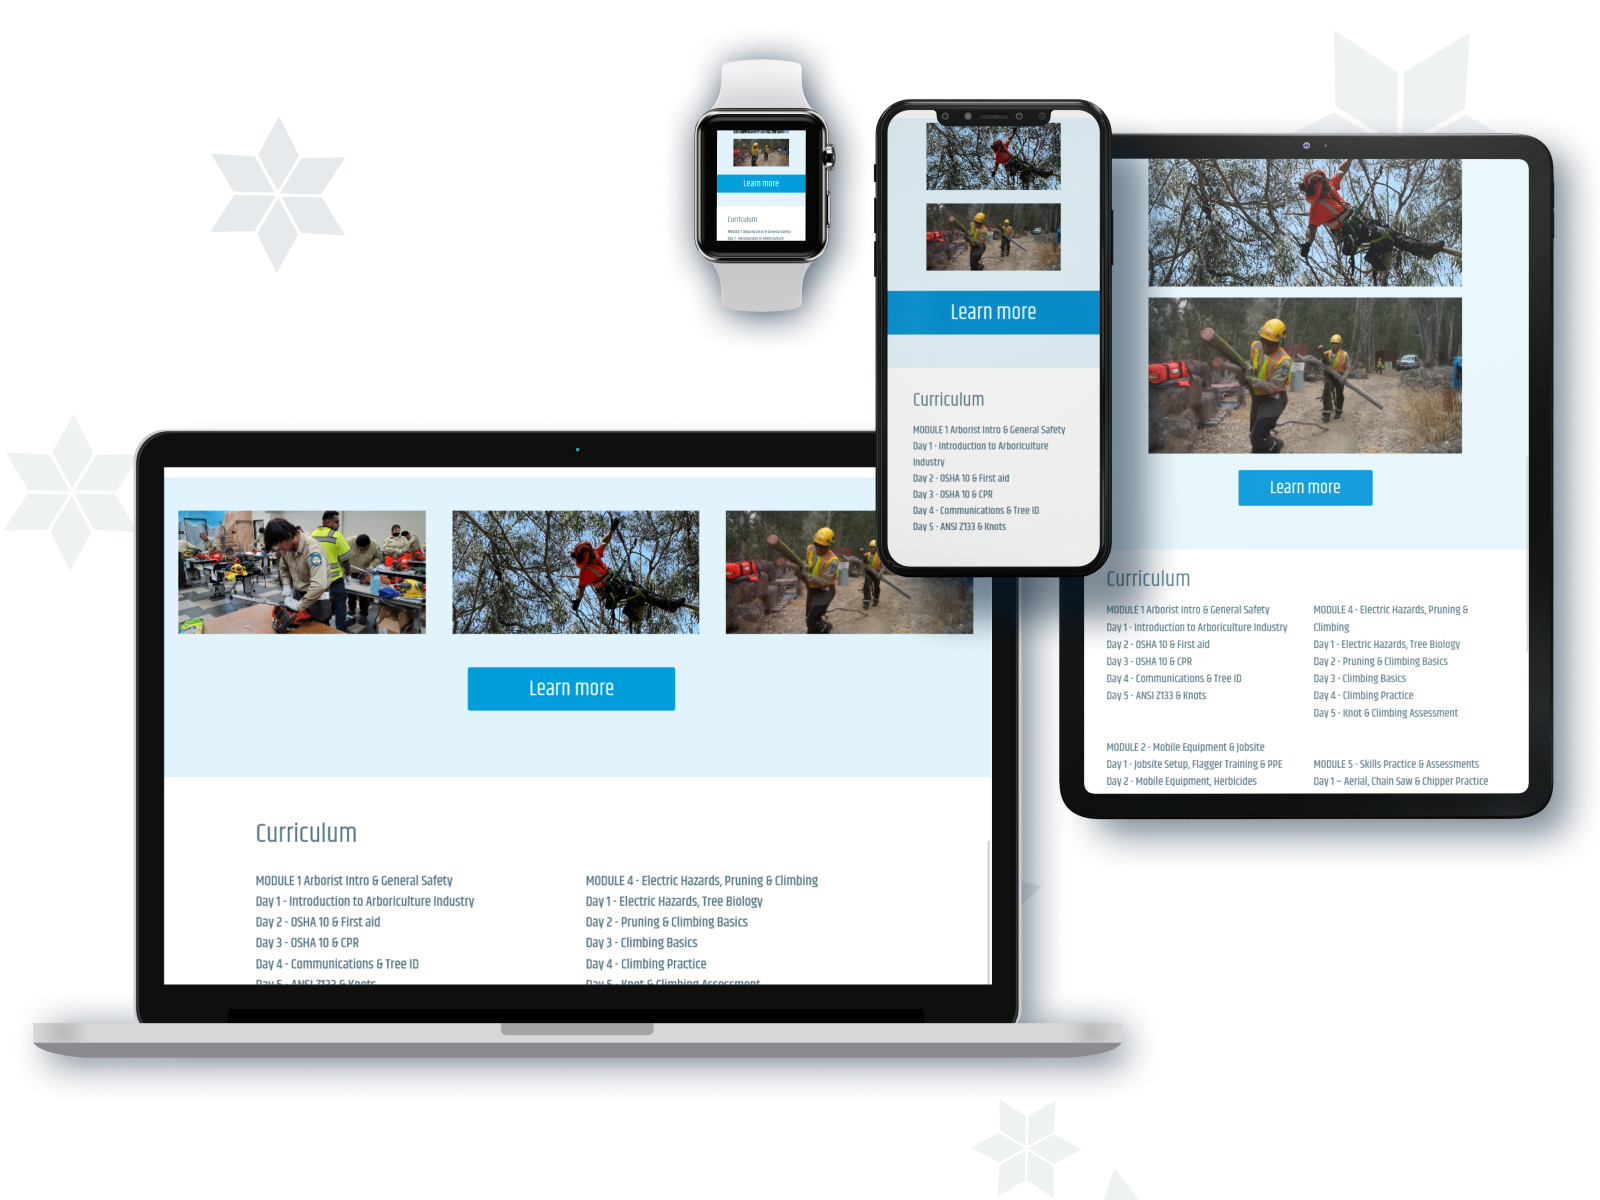 Learn more
Curriculum
MODULE 1 Arborist Intro & General Safety
Day 1 - Introduction to Arboriculture
Learn more
Curriculum
MODULE 1 Arborist Intro & General Safety
Day 1 - Introduction to Arboriculture
Industry
Day 2 - OSHA 10 & First aid
Day 3 - OSHA 10 & CPR
Day 4 - Communications & Tree ID
Day 5 - ANSI Z133 & Knots
Learn more
Curriculum
MODULE 1 Arborist Intro & General Safety
Day 1 - Introduction to Arboriculture Industry
Day 2 - OSHA 10 & First aid
Day 3 - OSHA 10 & CPR
Day 4 - Communications & Tree ID
Day 5 - ANSI Z133 & Knots
MODULE 2 - Mobile Equipment & Jobsite
Day 1 - Jobsite Setup, Flagger Training & PPE
Day 2 - Mobile Equipment, Herbicides
MODULE 4 - Electric Hazards, Pruning &
Climbing
Day 1 - Electric Hazards, Tree Biology
Day 2 - Pruning & Climbing Basics
Day 3 - Climbing Basics
Day 4 - Climbing Practice
Day 5 - Knot & Climbing Assessment
MODULE 5 - Skills Practice & Assessments
Day 1 – Aerial, Chain Saw & Chipper Practice
Learn more
Curriculum
MODULE 1 Arborist Intro & General Safety
Day 1 - Introduction to Arboriculture Industry
Day 2 - OSHA 10 & First aid
Day 3 - OSHA 10 & CPR
Day 4 - Communications & Tree ID
Day 5 - ANSI Z133 & Knots
MODULE 4 - Electric Hazards, Pruning & Climbing
Day 1 - Electric Hazards, Tree Biology
Day 2 - Pruning & Climbing Basics
Day 3 - Climbing Basics
Day 4 - Climbing Practice
Day 5 - Knot & Climbing Assessment